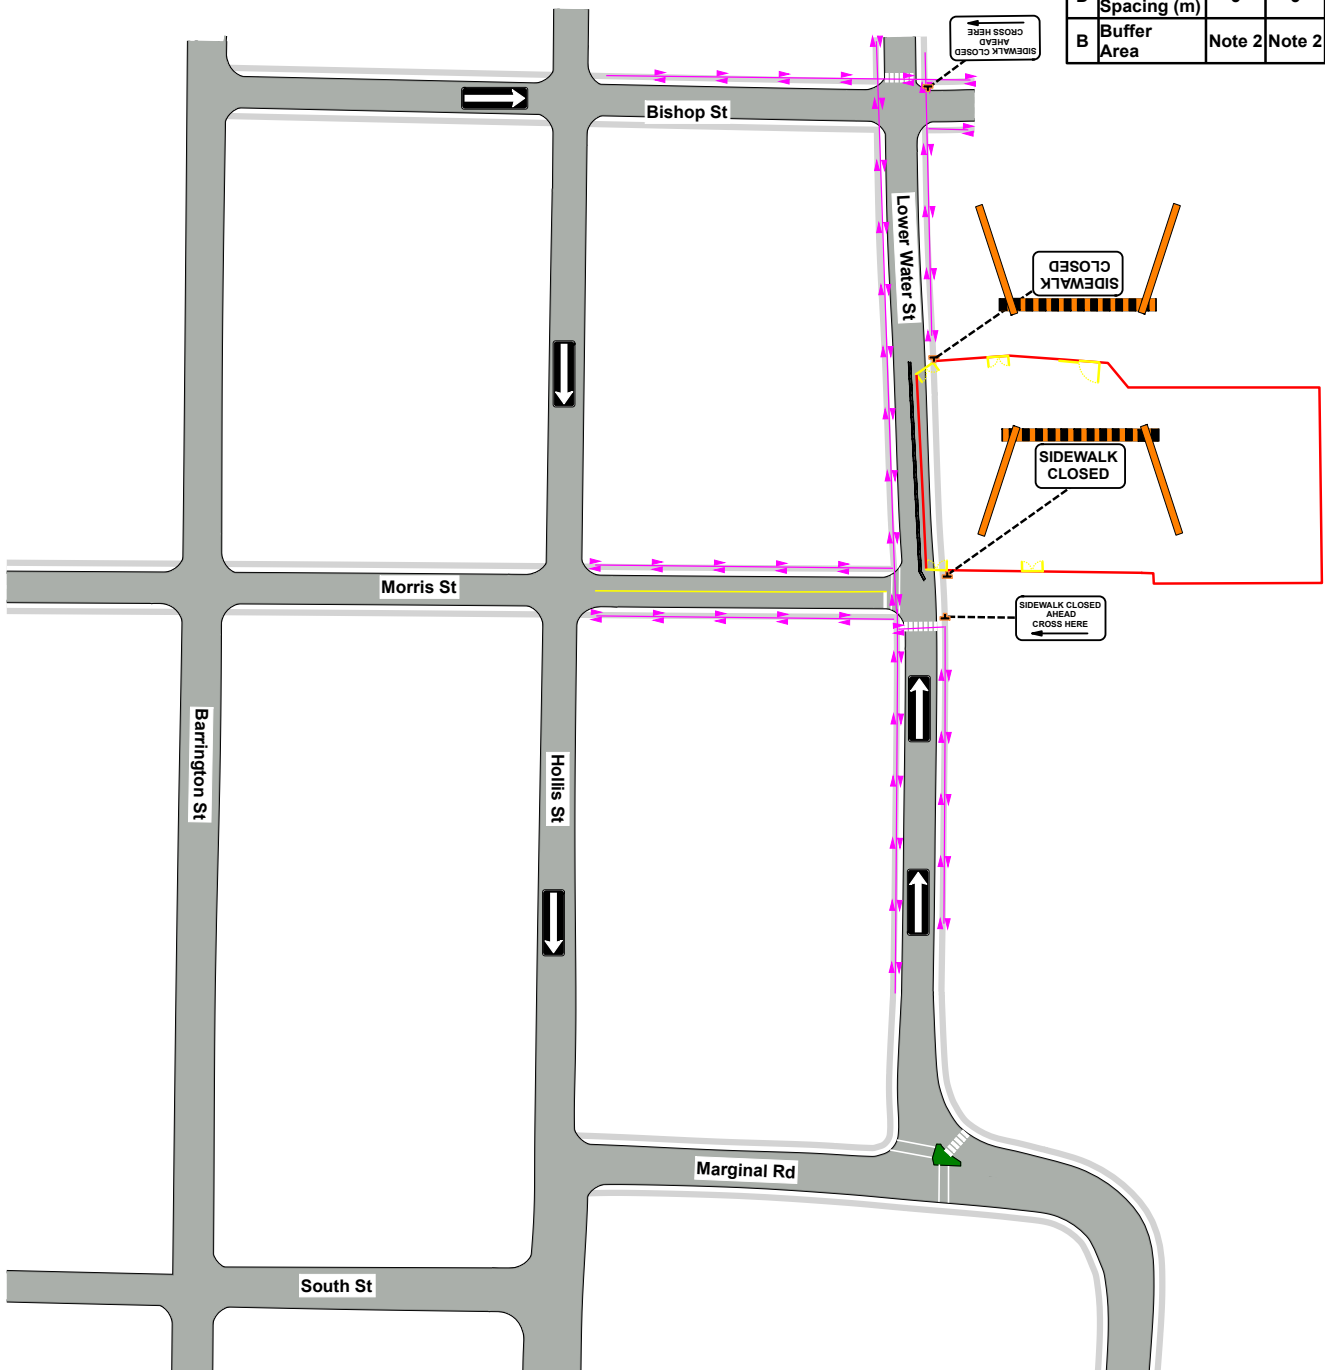 Spacing (m)
B Buffer Area Note 2 Note 2
SIDEWALK CLOSED
AHEAD
CROSS HERE
Bishop St
Lower Water St
SIDEWALK
CLOSED
SIDEWALK
CLOSED
Morris St
SIDEWALK CLOSED
AHEAD
CROSS HERE
Barrington St
Hollis St
Marginal Rd
South St